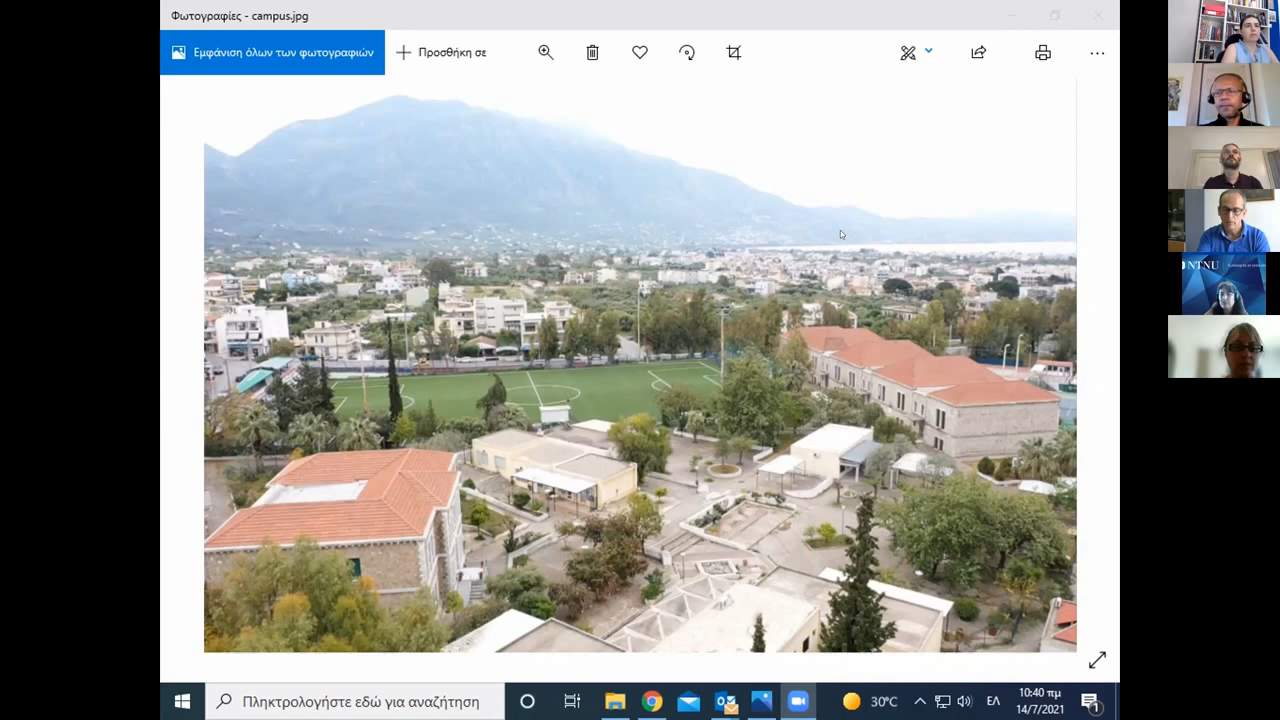 Φωτογραφίες - campus.jpg
Εμφάνιση όλων των φωτογραφιών
Προσθήκη σε
NTNU
Πληκτρολογήστε εδώ για αναζήτηση
30°C
ΕΛ
10:40 πμ
14/7/2021
1